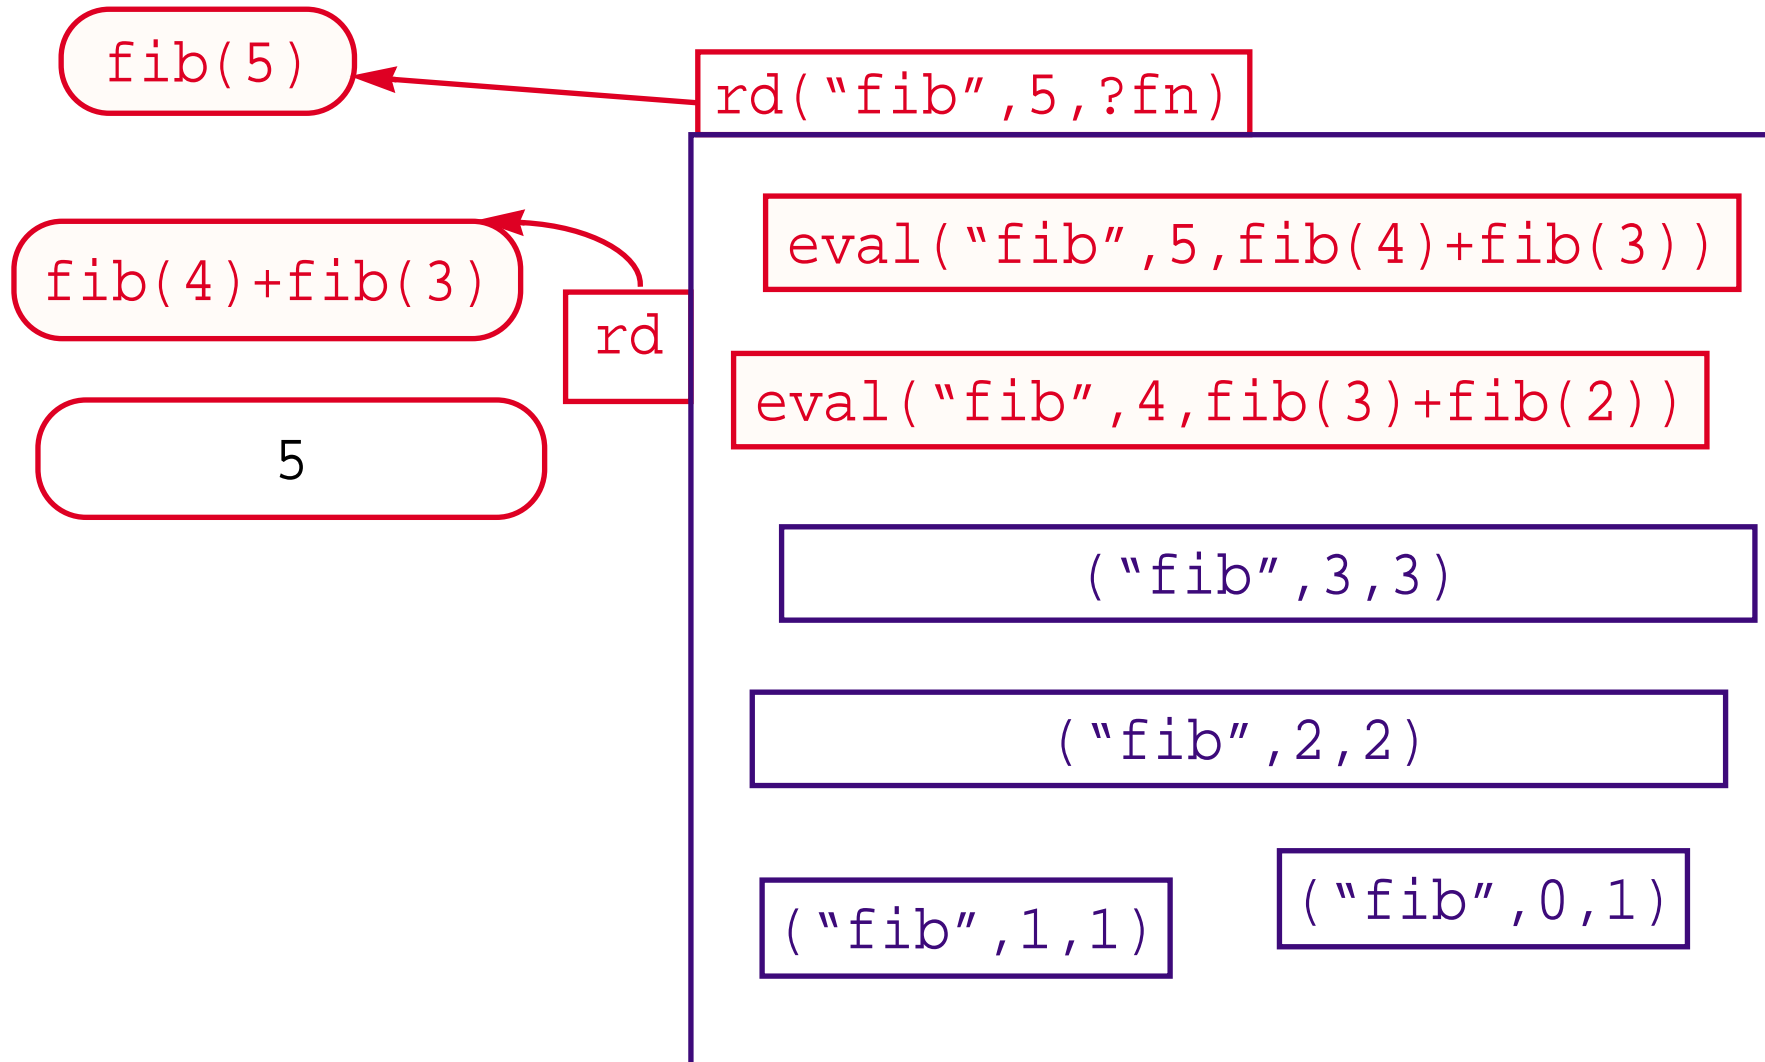 fib(5)
rd(“fib”,5,?fn)
eval(“fib”,5,fib(4)+fib(3))
fib(4)+fib(3)
rd
eval(“fib”,4,fib(3)+fib(2))
5
(“fib”,3,3)
(“fib”,2,2)
(“fib”,1,1)
(“fib”,0,1)